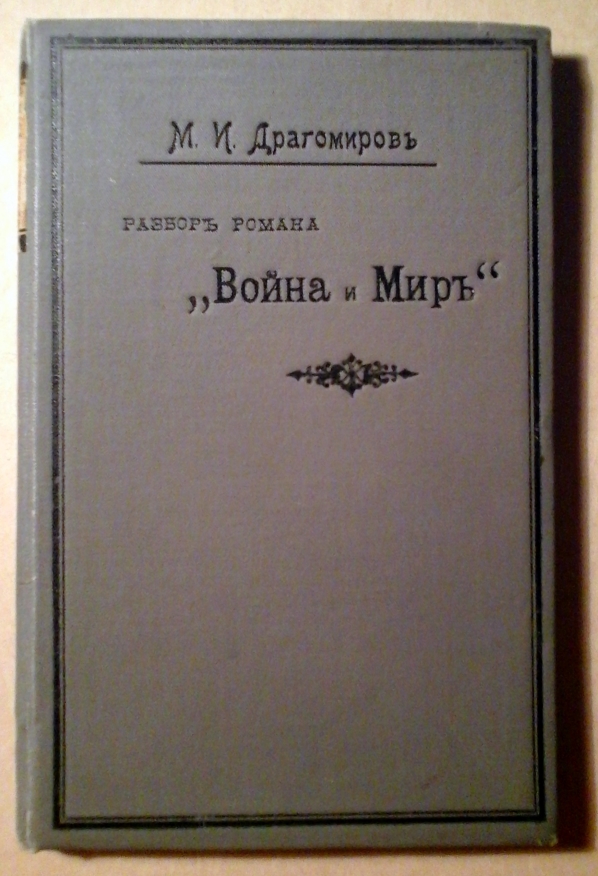 М. И. Драгомировъ
РАЗБОРЪ РОМАНА
„Война и Миръ“